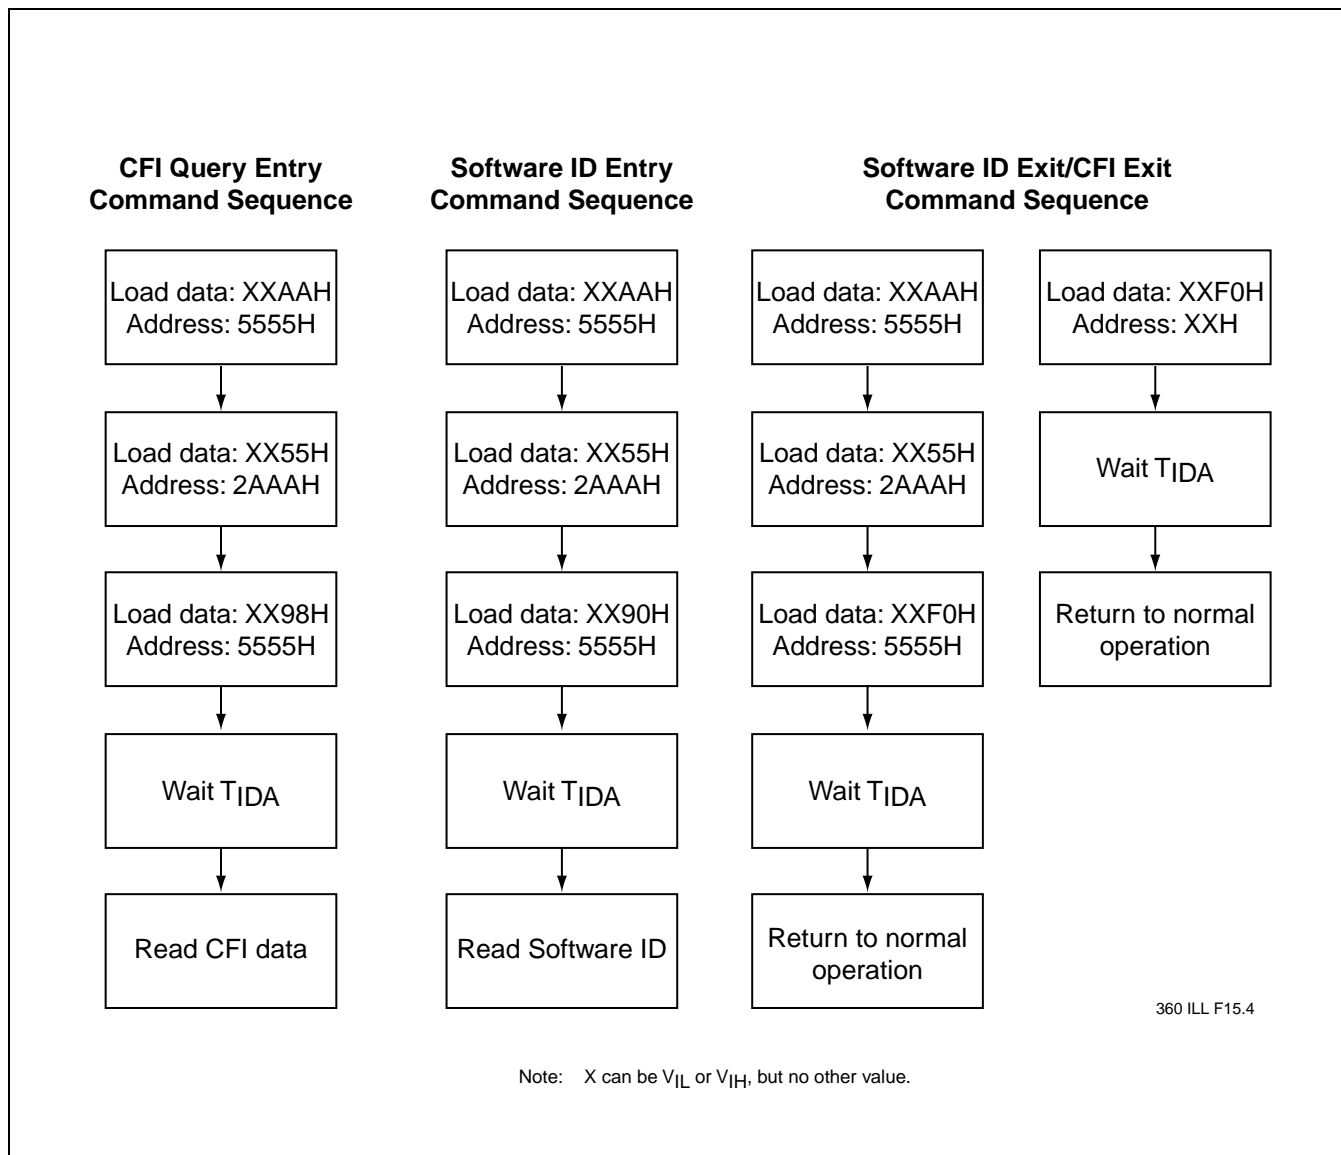 CFI Query Entry
Command Sequence
Load data: XXAAH
Address: 5555H
Load data: XX55H
Address: 2AAAH
Load data: XX98H
Address: 5555H
Wait TIDA
Read CFI data
Software ID Entry
Command Sequence
Load data: XXAAH
Address: 5555H
Load data: XX55H
Address: 2AAAH
Load data: XX90H
Address: 5555H
Wait TIDA
Read Software ID
Software ID Exit/CFI Exit
Command Sequence
Load data: XXAAH
Address: 5555H
Load data: XX55H
Address: 2AAAH
Load data: XXF0H
Address: 5555H
Wait TIDA
Return to normal
operation
Load data: XXF0H
Address: XXH
Wait TIDA
Return to normal
operation
360 ILL F15.4
Note: X can be VIL or VIH, but no other value.